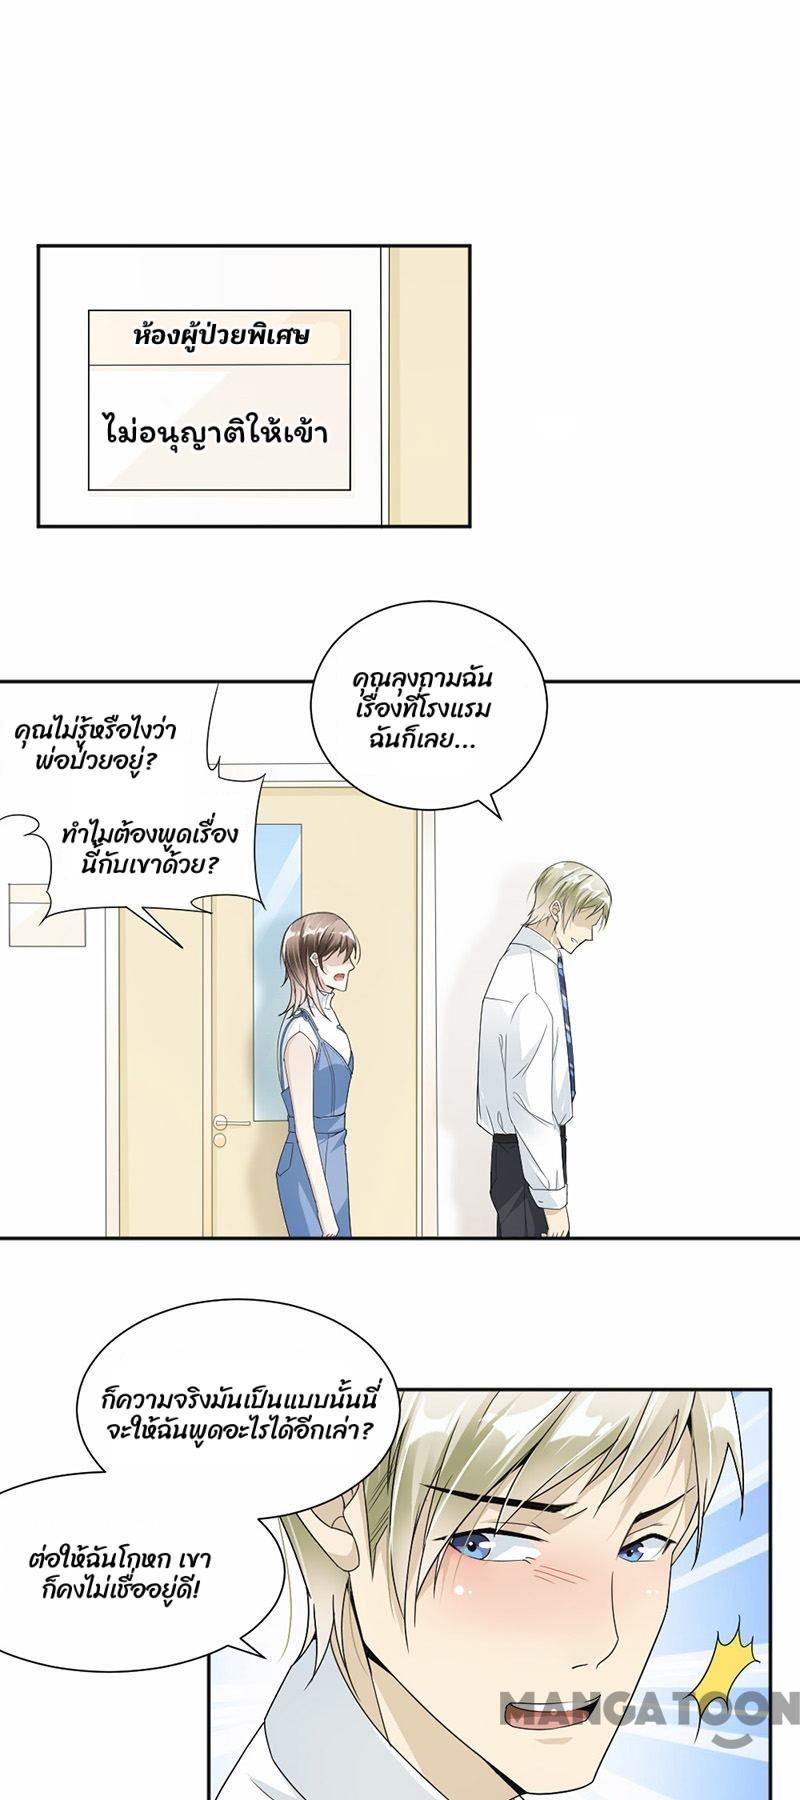 ห้องผู้ป่วยพิเศษ
ไม่อนุญาติให้เข้า
คุณลุงถามฉัน
เรื่องที่โรงแรม
ฉันก็เลย...
คุณไม่รู้หรือไงว่า
พ่อป่วยอยู่?
ทำไมต้องพูดเรื่อง
นี้กับเขาด้วย?
ก็ความจริงมันเป็นแบบนั้นนี่
จะให้ฉันพูดอะไรได้อีกเล่า?
ต่อให้ฉันโกหก เขา
ก็คงไม่เชื่ออยู่ดี!
MANGATOON